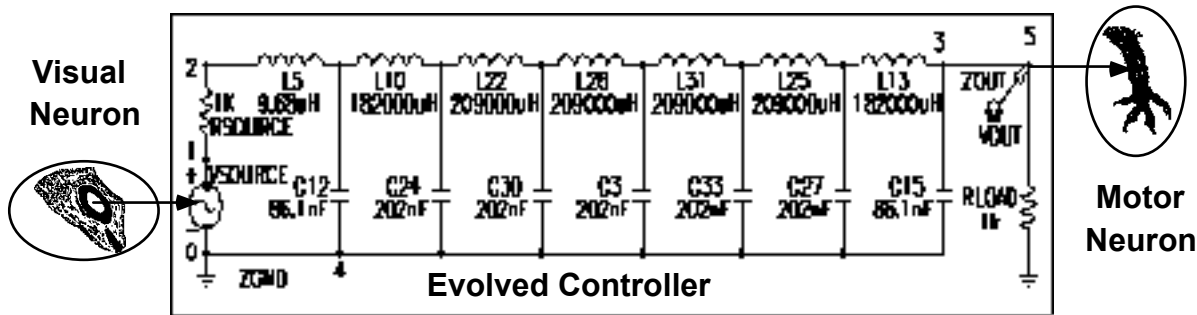 Visual
Neuron
2
3
5
1K
RSOURCE
L5
9.68uH
L10
182000uH
L22
209000uH
L28
209000uH
L31
209000uH
L25
209000uH
L13
182000uH
ZOUT
VOUT
1
+
VSOURCE
C12
86.1nF
C24
202nF
C30
202nF
C3
202nF
C33
202nF
C27
202nF
C15
86.1nF
RLOAD
1K
0
ZGND
4
Evolved Controller
Motor
Neuron